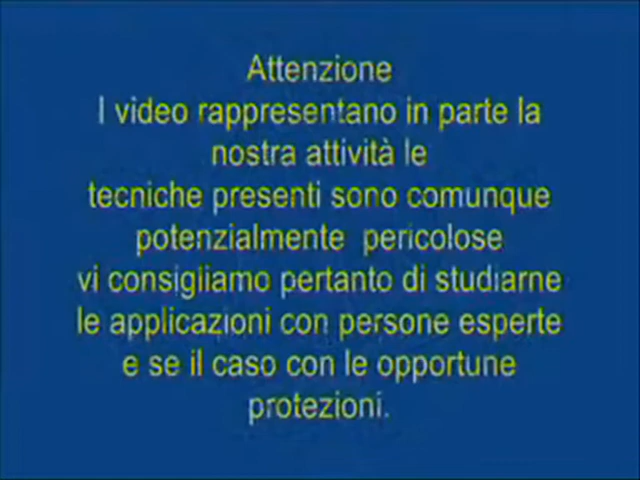 Attenzione
I video rappresentano in parte la
nostra attività le
tecniche presenti sono comunque
potenzialmente pericolose
vi consigliamo pertanto di studiarne
le applicazioni con persone esperte
e se il caso con le opportune
protezioni.